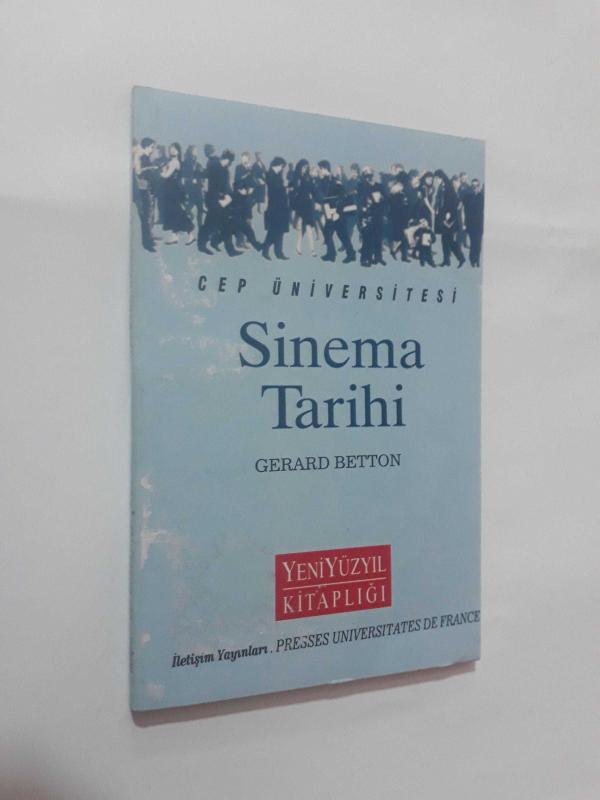 CEP ÜNİVERSİTESİ
Sinema
Tarihi
GERARD BETTON
YENİYÜZYIL
KİTAPLIĞI
İletişim Yayınları . PRESSES UNIVERSITATES DE FRANCE